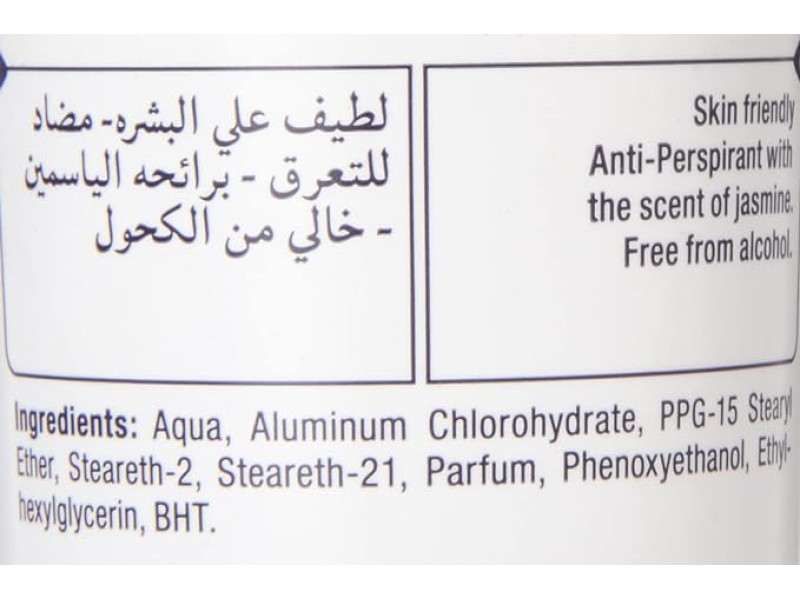 لطيف علي البشره- مضاد
للتعرق - برائحه الياسمين
- خالي من الكحول
Skin friendly
Anti-Perspirant with
the scent of jasmine.
Free from alcohol.
Ingredients: Aqua, Aluminum Chlorohydrate, PPG-15 Stearyl
Ether, Steareth-2, Steareth-21, Parfum, Phenoxyethanol, Ethyl-
hexylglycerin, BHT.